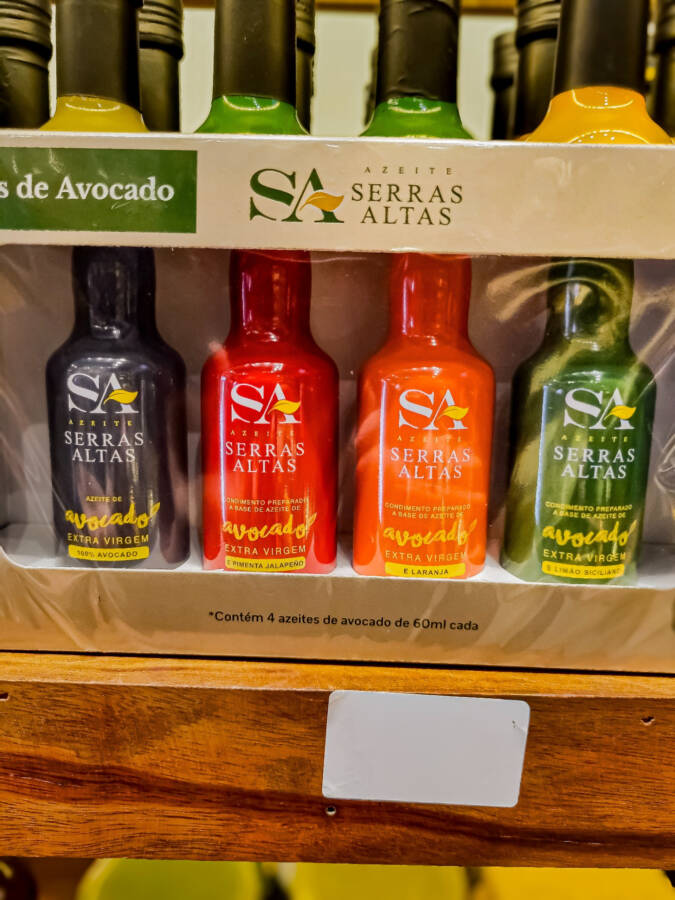 s de Avocado
SA
AZEITE
SERRAS
ALTAS
SA
AZEITE
SERRAS
ALTAS
AZEITE DE
avocado
EXTRA VIRGEM
100% AVOCADO
SA
AZEITE
SERRAS
ALTAS
CONDIMENTO PREPARADO
A BASE DE AZEITE DE
avocado
EXTRA VIRGEM
E PIMENTA JALAPEÑO
SA
AZEITE
SERRAS
ALTAS
CONDIMENTO PREPARADO
A BASE DE AZEITE DE
avocado
EXTRA VIRGEM
E LARANJA
SA
AZEITE
SERRAS
ALTAS
CONDIMENTO PREPARADO
A BASE DE AZEITE DE
avocado
EXTRA VIRGEM
E LIMÃO SICILIANO
*Contém 4 azeites de avocado de 60ml cada